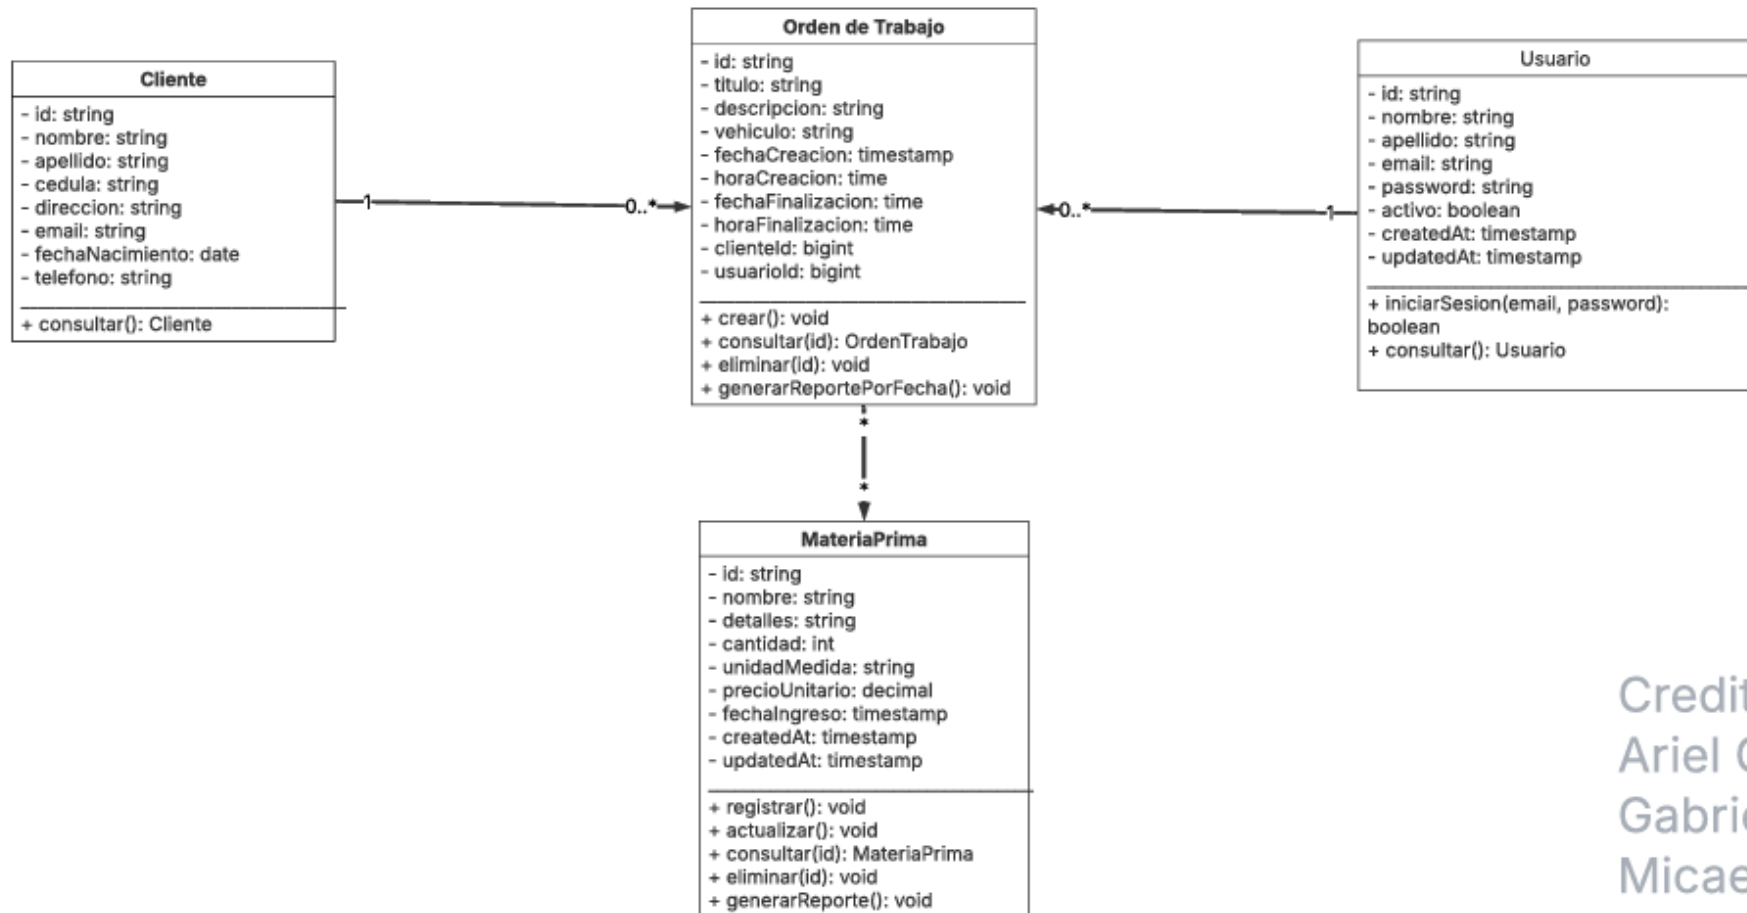 Cliente
- id: string
- nombre: string
- apellido: string
- cedula: string
- direccion: string
- email: string
- fechaNacimiento: date
- telefono: string
+ consultar(): Cliente
1
0..*
Orden de Trabajo
- id: string
- titulo: string
- descripcion: string
- vehiculo: string
- fechaCreacion: timestamp
- horaCreacion: time
- fechaFinalizacion: time
- horaFinalizacion: time
- clienteId: bigint
- usuarioId: bigint
+ crear(): void
+ consultar(id): OrdenTrabajo
+ eliminar(id): void
+ generarReportePorFecha(): void
0..*
1
Usuario
- id: string
- nombre: string
- apellido: string
- email: string
- password: string
- activo: boolean
- createdAt: timestamp
- updatedAt: timestamp
+ iniciarSesion(email, password):
boolean
+ consultar(): Usuario
*
*
MateriaPrima
- id: string
- nombre: string
- detalles: string
- cantidad: int
- unidadMedida: string
- precioUnitario: decimal
- fechaIngreso: timestamp
- createdAt: timestamp
- updatedAt: timestamp
+ registrar(): void
+ actualizar(): void
+ consultar(id): MateriaPrima
+ eliminar(id): void
+ generarReporte(): void
Ariel